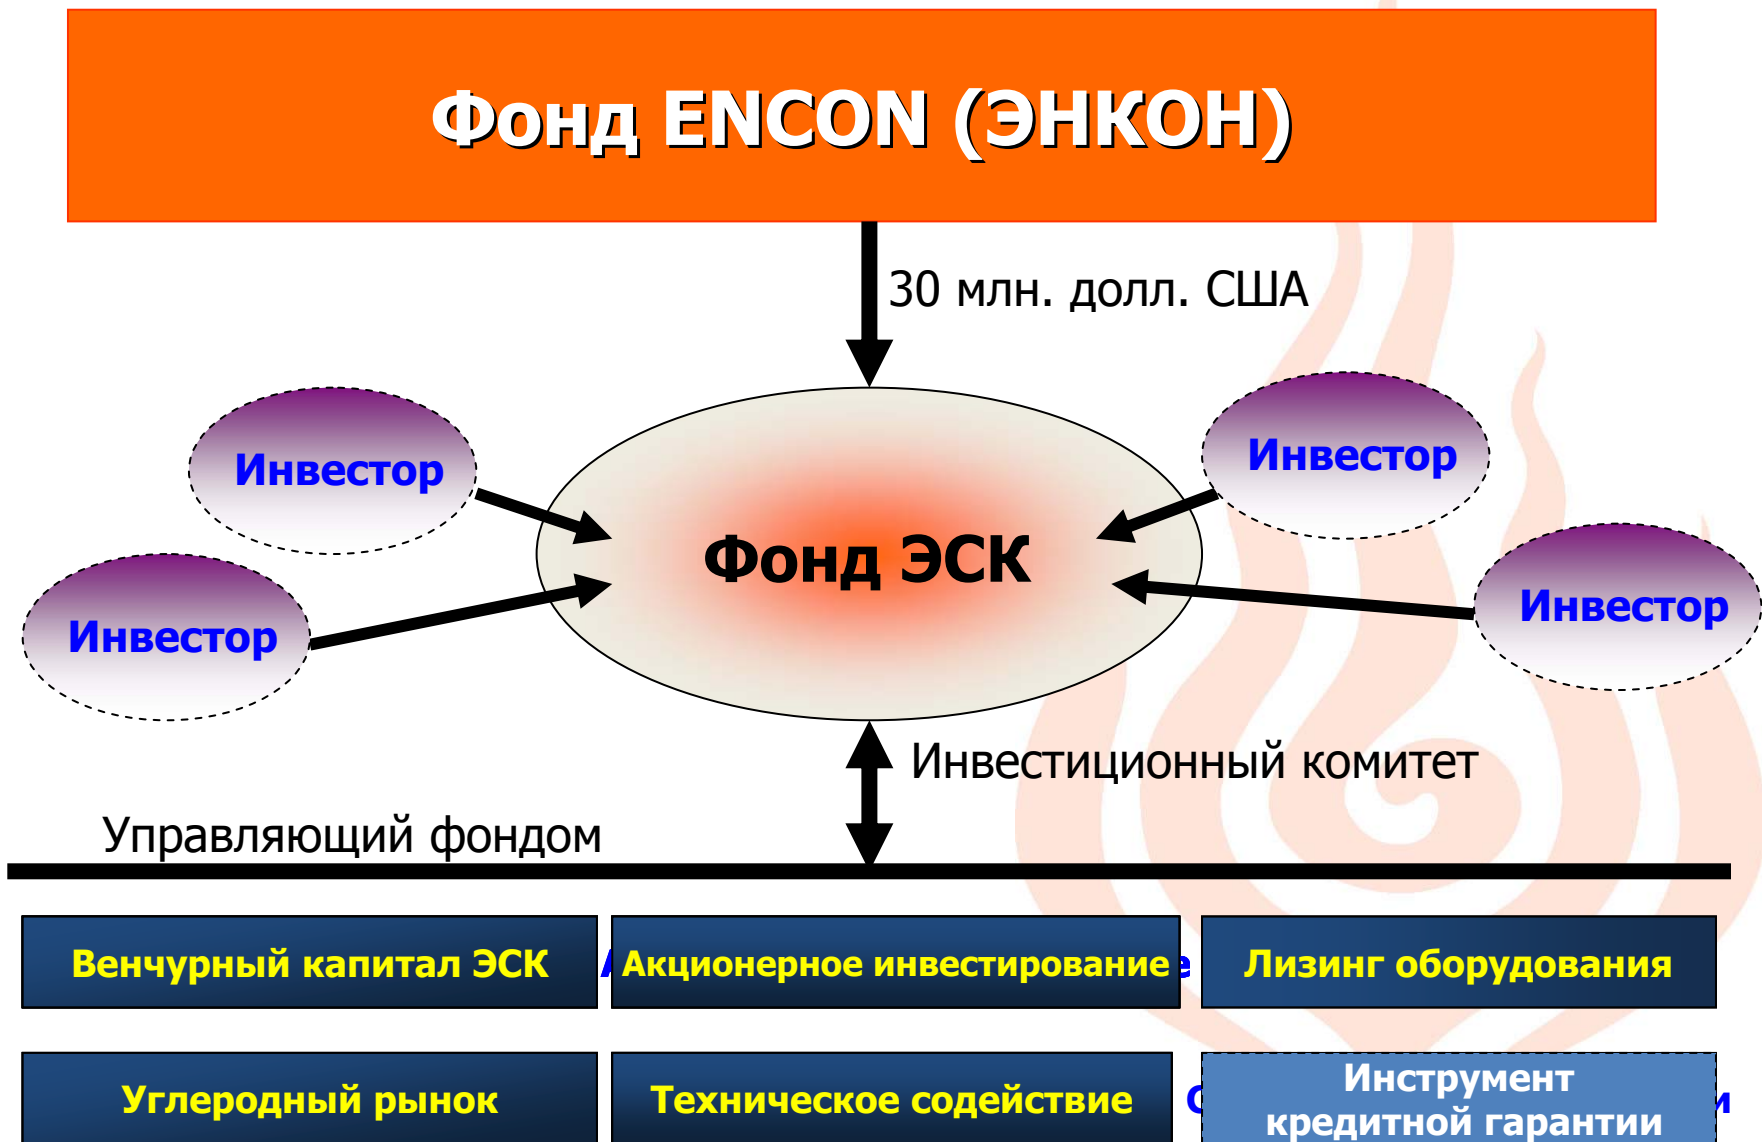 Фонд ENCON (ЭНКОН)
30 млн. долл. США
Инвестор
Инвестор
Фонд ЭСК
Инвестор
Инвестор
Инвестиционный комитет
Управляющий фондом
Венчурный капитал ЭСК
Акционерное инвестирование
Лизинг оборудования
Углеродный рынок
Техническое содействие
Инструмент
кредитной гарантии